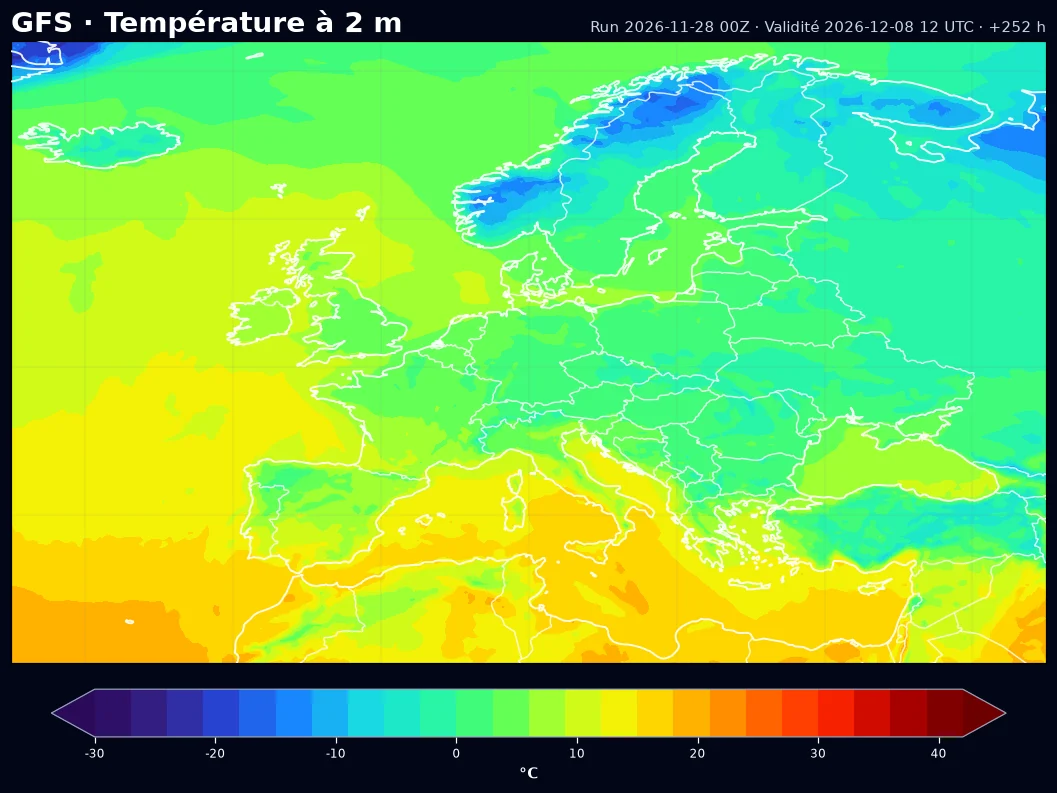 GFS · Température à 2 m
Run 2026-11-28 00Z · Validité 2026-12-08 12 UTC · +252 h
-30 -20 -10 0 10 20 30 40
°C